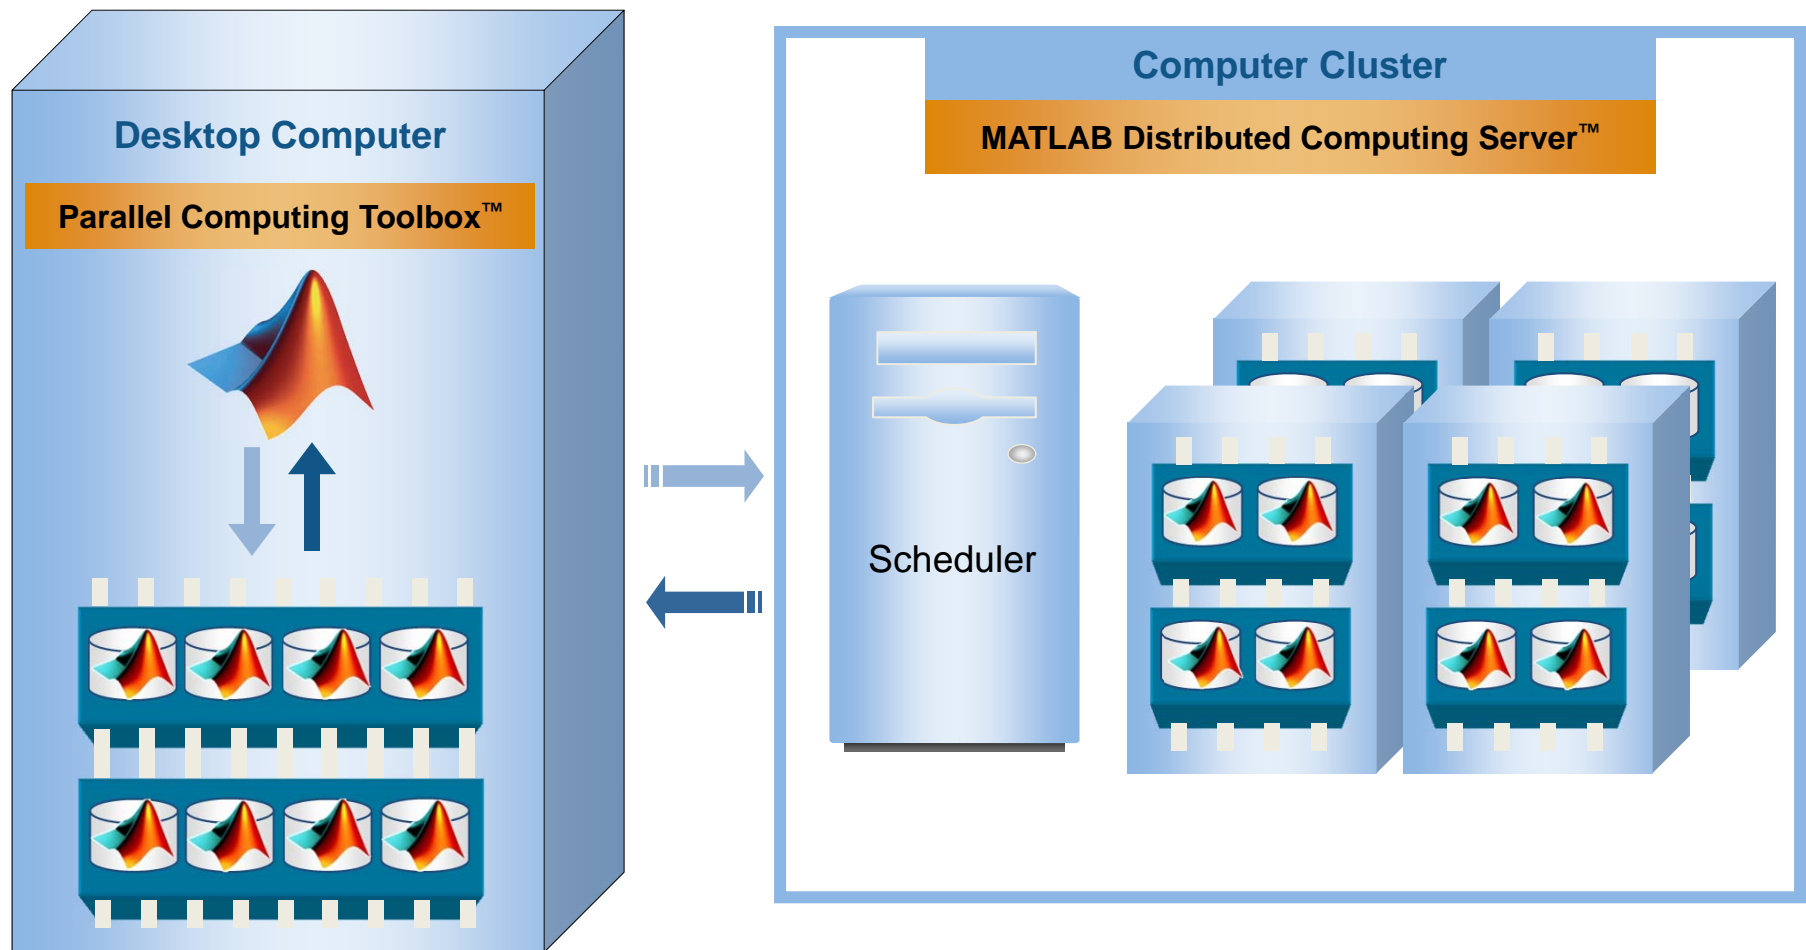 Desktop Computer
Parallel Computing Toolbox™
Computer Cluster
MATLAB Distributed Computing Server™
Scheduler